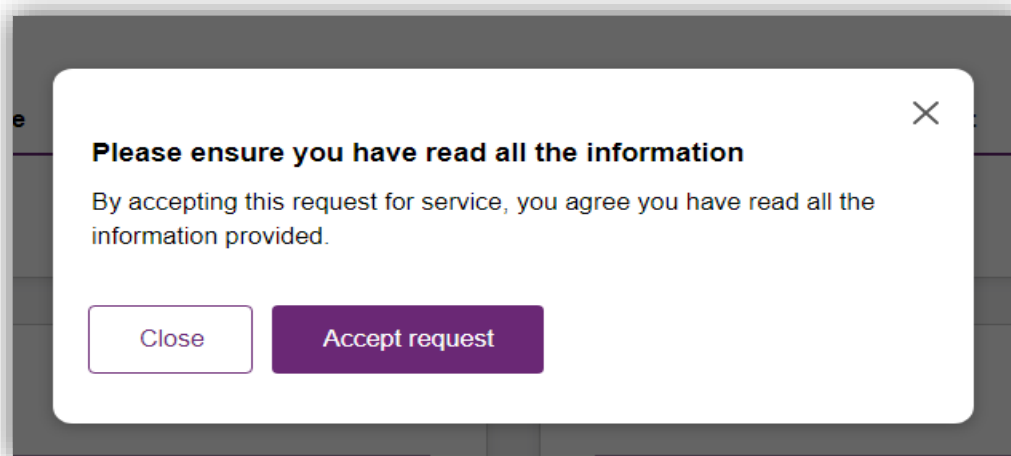 e
Please ensure you have read all the information
By accepting this request for service, you agree you have read all the
information provided.
Close
Accept request